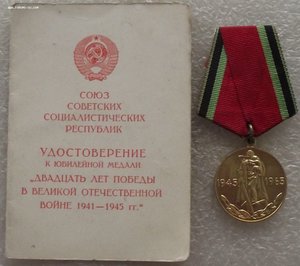 СОЮЗ
СОВЕТСКИХ
СОЦИАЛИСТИЧЕСКИХ
РЕСПУБЛИК
УДОСТОВЕРЕНИЕ
К ЮБИЛЕЙНОЙ МЕДАЛИ
„ДВАДЦАТЬ ЛЕТ ПОБЕДЫ
В ВЕЛИКОЙ ОТЕЧЕСТВЕННОЙ
ВОЙНЕ 1941—1945 гг.“
1945 1965